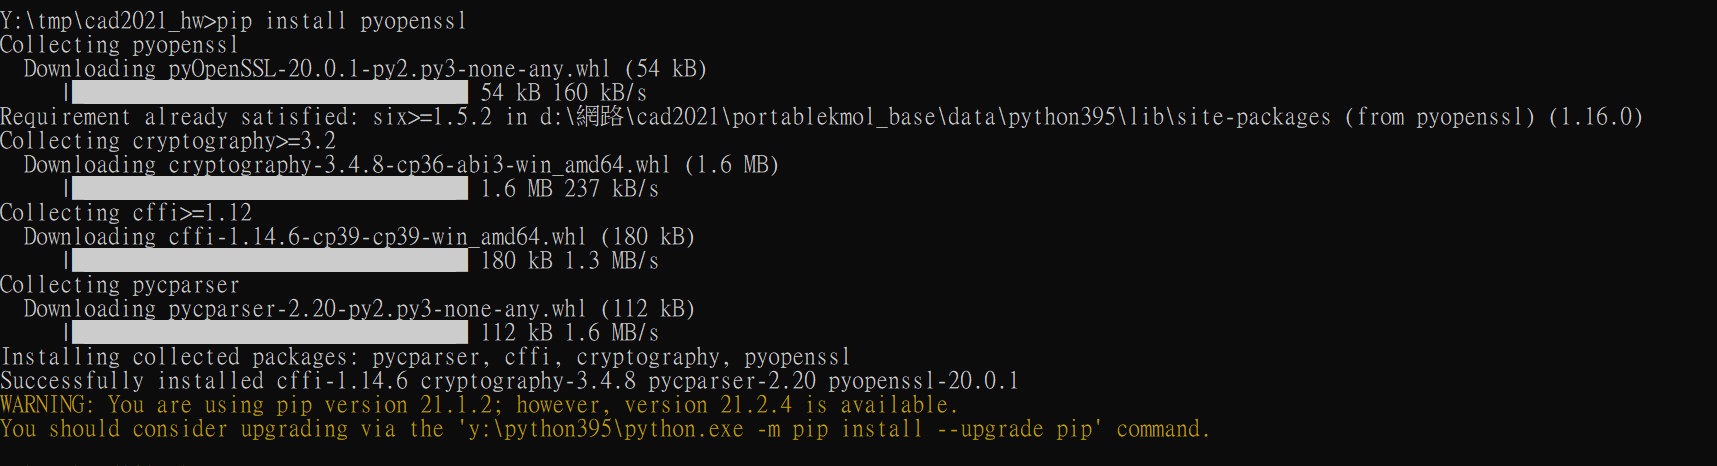 Y:\tmp\cad2021_hw>pip install pyopenssl
Collecting pyopenssl
  Downloading pyOpenSSL-20.0.1-py2.py3-none-any.whl (54 kB)
     |████████████████████████████████| 54 kB 160 kB/s
Requirement already satisfied: six>=1.5.2 in d:\網路\cad2021\portablekmol_base\data\python395\lib\site-packages (from pyopenssl) (1.16.0)
Collecting cryptography>=3.2
  Downloading cryptography-3.4.8-cp36-abi3-win_amd64.whl (1.6 MB)
     |████████████████████████████████| 1.6 MB 237 kB/s
Collecting cffi>=1.12
  Downloading cffi-1.14.6-cp39-cp39-win_amd64.whl (180 kB)
     |████████████████████████████████| 180 kB 1.3 MB/s
Collecting pycparser
  Downloading pycparser-2.20-py2.py3-none-any.whl (112 kB)
     |████████████████████████████████| 112 kB 1.6 MB/s
Installing collected packages: pycparser, cffi, cryptography, pyopenssl
Successfully installed cffi-1.14.6 cryptography-3.4.8 pycparser-2.20 pyopenssl-20.0.1
WARNING: You are using pip version 21.1.2; however, version 21.2.4 is available.
You should consider upgrading via the 'y:\python395\python.exe -m pip install --upgrade pip' command.